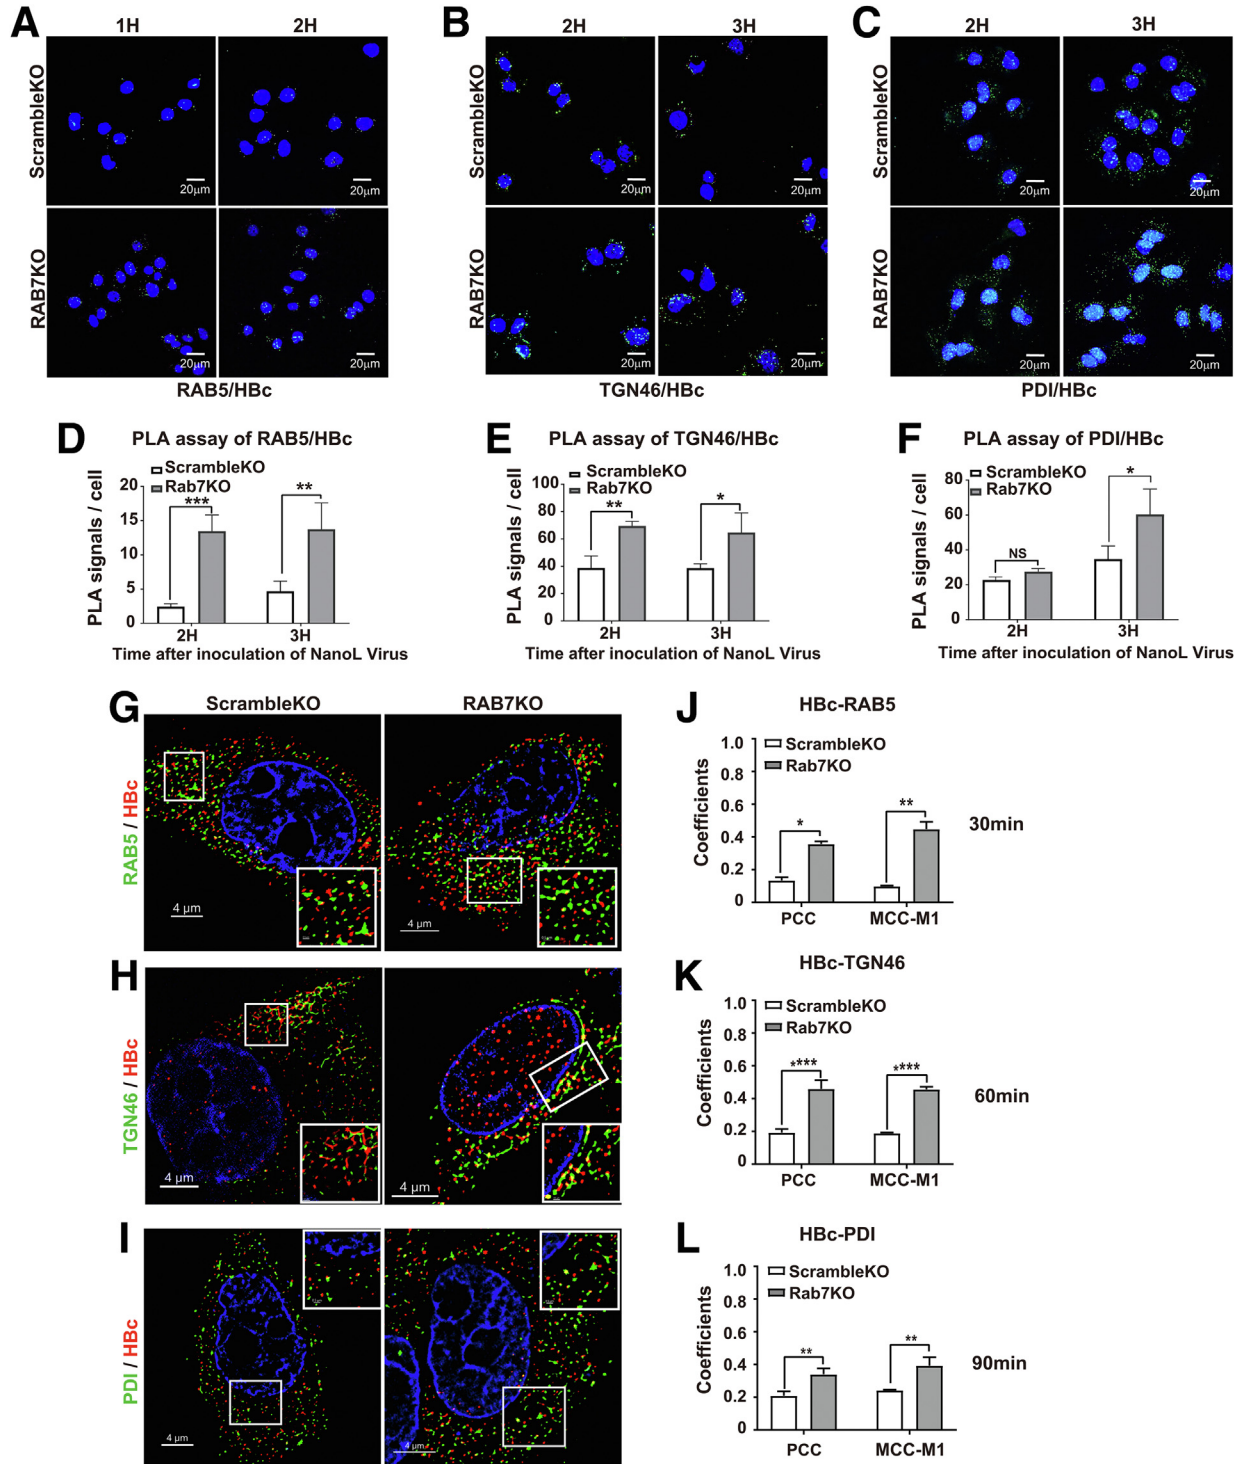 A
1H
2H
ScrambleKO
20µm
20µm
RAB7KO
20µm
20µm
RAB5/HBc
B
2H
3H
20µm
20µm
ScrambleKO
RAB7KO
20µm
20µm
TGN46/HBc
C
2H
3H
ScrambleKO
20µm
20µm
RAB7KO
20µm
20µm
PDI/HBc
D
PLA assay of RAB5/HBc
ScrambleKO
Rab7KO
PLA signals / cell
20
15
10
5
0
***
**
2H
3H
Time after inoculation of NanoL Virus
E
PLA assay of TGN46/HBc
ScrambleKO
Rab7KO
PLA signals / cell
100
80
60
40
20
0
**
*
2H
3H
Time after inoculation of NanoL Virus
F
PLA assay of PDI/HBc
ScrambleKO
Rab7KO
PLA signals / cell
80
60
40
20
0
NS
*
2H
3H
Time after inoculation of NanoL Virus
G
ScrambleKO
RAB7KO
RAB5 / HBc
4 µm
4 µm
H
TGN46 / HBc
4 µm
4 µm
I
PDI / HBc
4 µm
4 µm
J
HBc-RAB5
ScrambleKO
Rab7KO
Coefficients
1.0
0.8
0.6
0.4
0.2
0
*
**
PCC
MCC-M1
30min
K
HBc-TGN46
ScrambleKO
Rab7KO
Coefficients
1.0
0.8
0.6
0.4
0.2
0
****
****
PCC
MCC-M1
60min
L
HBc-PDI
ScrambleKO
Rab7KO
Coefficients
1.0
0.8
0.6
0.4
0.2
0
**
**
PCC
MCC-M1
90min